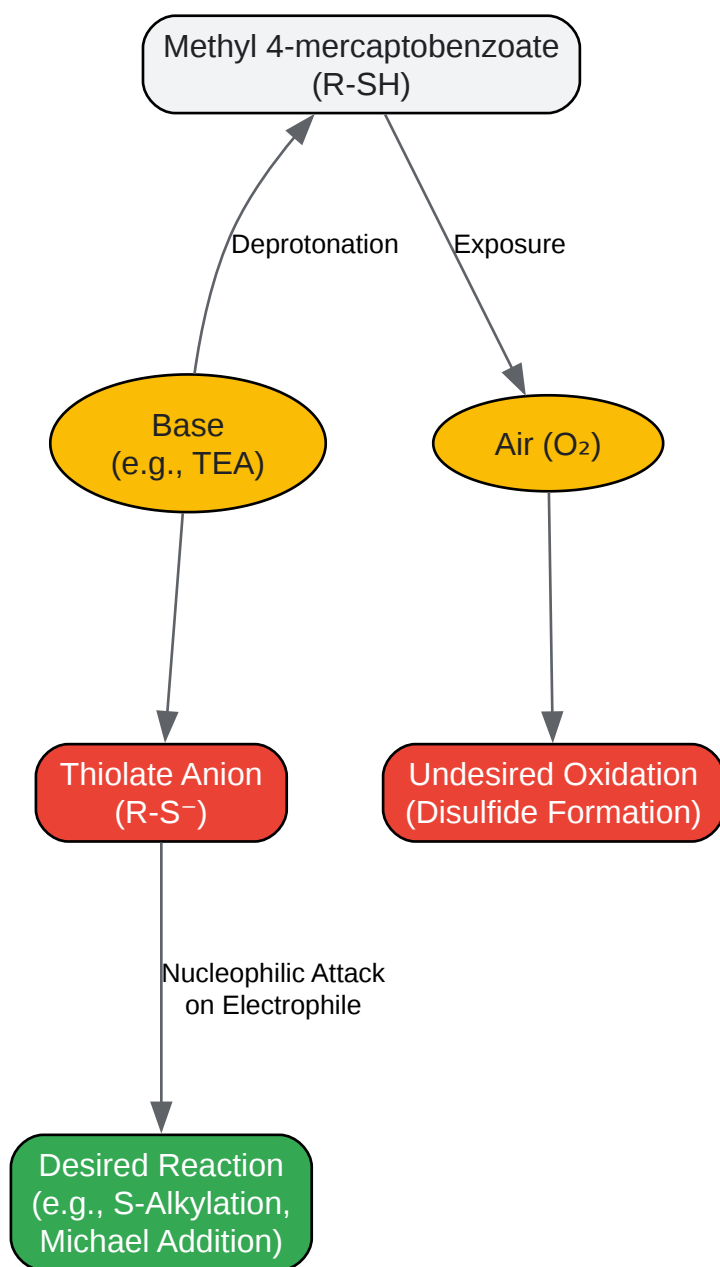 Methyl 4-mercaptobenzoate
(R-SH)
Deprotonation
Exposure
Base
(e.g., TEA)
Air (O₂)
Thiolate Anion
(R-S⁻)
Undesired Oxidation
(Disulfide Formation)
Nucleophilic Attack
on Electrophile
Desired Reaction
(e.g., S-Alkylation,
Michael Addition)